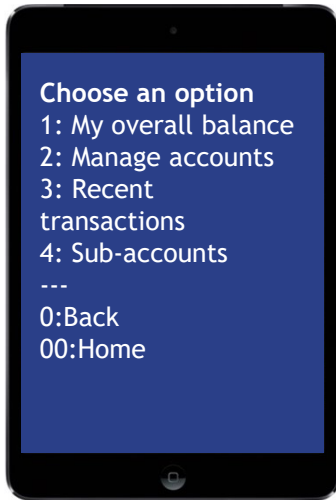 Choose an option
1: My overall balance
2: Manage accounts
3: Recent
transactions
4: Sub-accounts
---
0:Back
00:Home